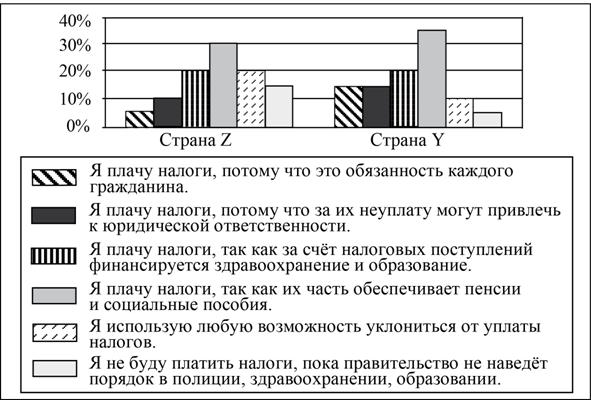 40%
30%
20%
10%
0%
Страна Z
Страна Y
Я плачу налоги, потому что это обязанность каждого
гражданина.
Я плачу налоги, потому что за их неуплату могут привлечь
к юридической ответственности.
Я плачу налоги, так как за счёт налоговых поступлений
финансируется здравоохранение и образование.
Я плачу налоги, так как их часть обеспечивает пенсии
и социальные пособия.
Я использую любую возможность уклониться от уплаты
налогов.
Я не буду платить налоги, пока правительство не наведёт
порядок в полиции, здравоохранении, образовании.